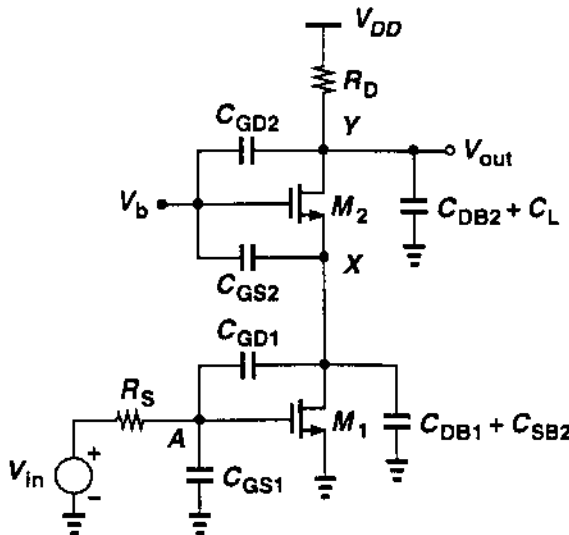 V_DD
R_D
C_GD2
Y
V_out
V_b
M_2
C_DB2 + C_L
C_GS2
X
C_GD1
R_S
A
M_1
C_DB1 + C_SB2
V_in
+
−
C_GS1